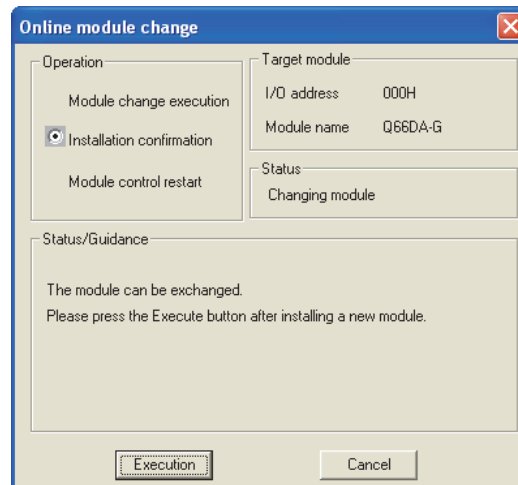 Online module change
Operation
Module change execution
Installation confirmation
Module control restart
Target module
I/O address 000H
Module name Q66DA-G
Status
Changing module
Status/Guidance
The module can be exchanged.
Please press the Execute button after installing a new module.
Execution Cancel